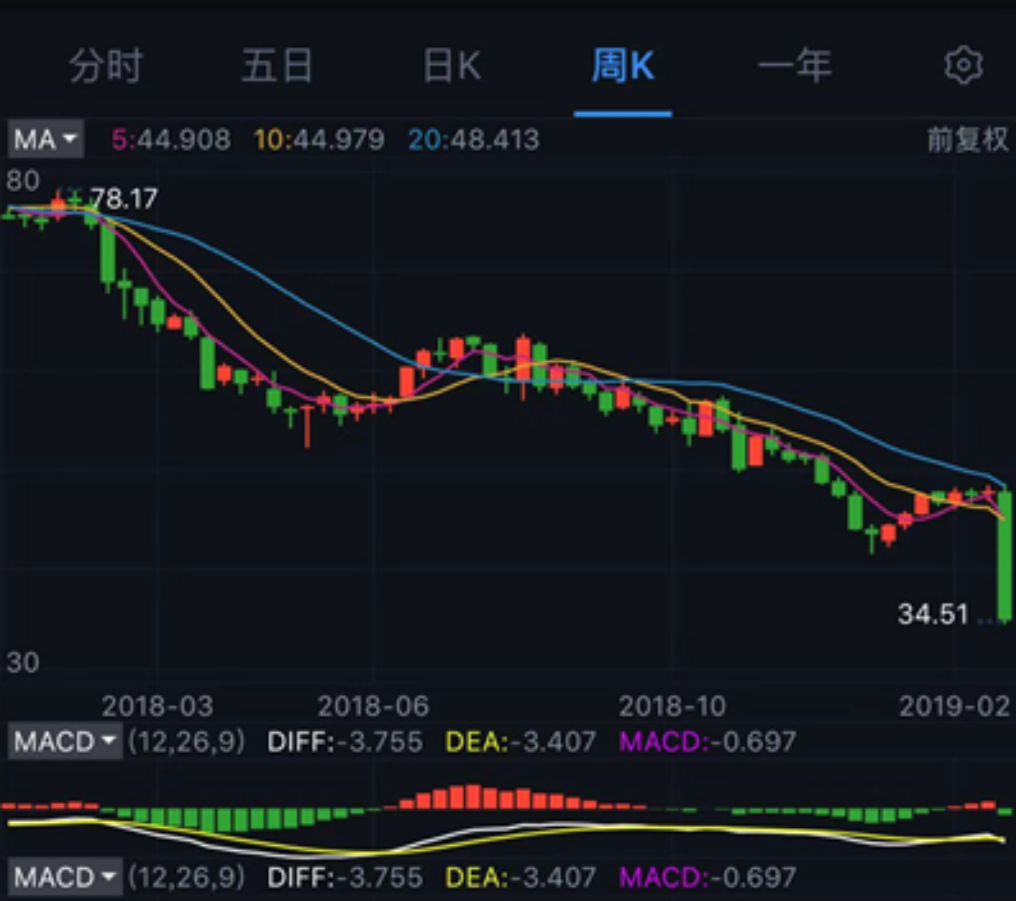 分时 五日 日K 周K 一年
MA 5:44.908 10:44.979 20:48.413 前复权
80
78.17
34.51
30
2018-03 2018-06 2018-10 2019-02
MACD (12,26,9) DIFF:-3.755 DEA:-3.407 MACD:-0.697
MACD (12,26,9) DIFF:-3.755 DEA:-3.407 MACD:-0.697